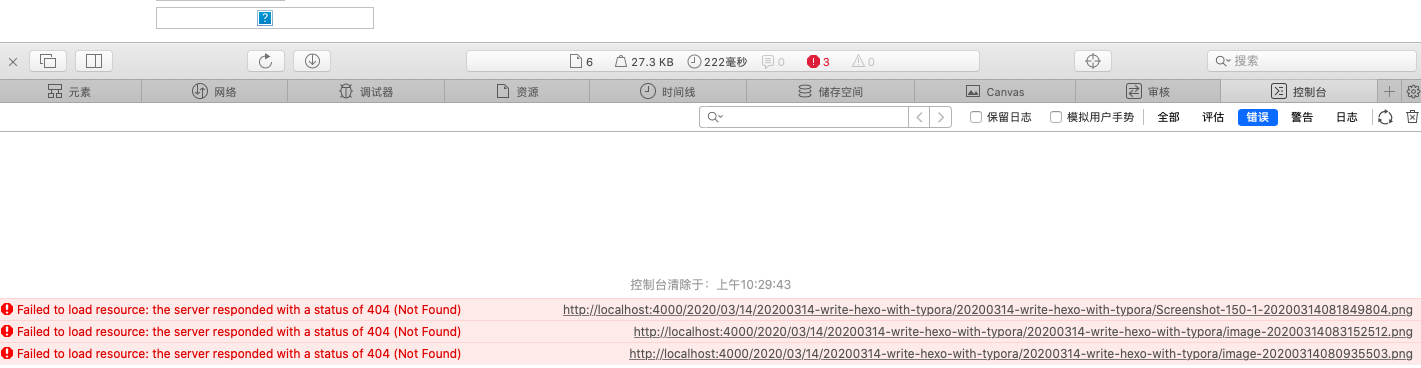 ?
6 27.3 KB 222毫秒 0 3 0 搜索
元素 网络 调试器 资源 时间线 储存空间 Canvas 审核 控制台
保留日志 模拟用户手势 全部 评估 错误 警告 日志
控制台清除于：上午10:29:43
Failed to load resource: the server responded with a status of 404 (Not Found) http://localhost:4000/2020/03/14/20200314-write-hexo-with-typora/20200314-write-hexo-with-typora/Screenshot-150-1-20200314081849804.png
Failed to load resource: the server responded with a status of 404 (Not Found) http://localhost:4000/2020/03/14/20200314-write-hexo-with-typora/20200314-write-hexo-with-typora/image-20200314083152512.png
Failed to load resource: the server responded with a status of 404 (Not Found) http://localhost:4000/2020/03/14/20200314-write-hexo-with-typora/20200314-write-hexo-with-typora/image-20200314080935503.png